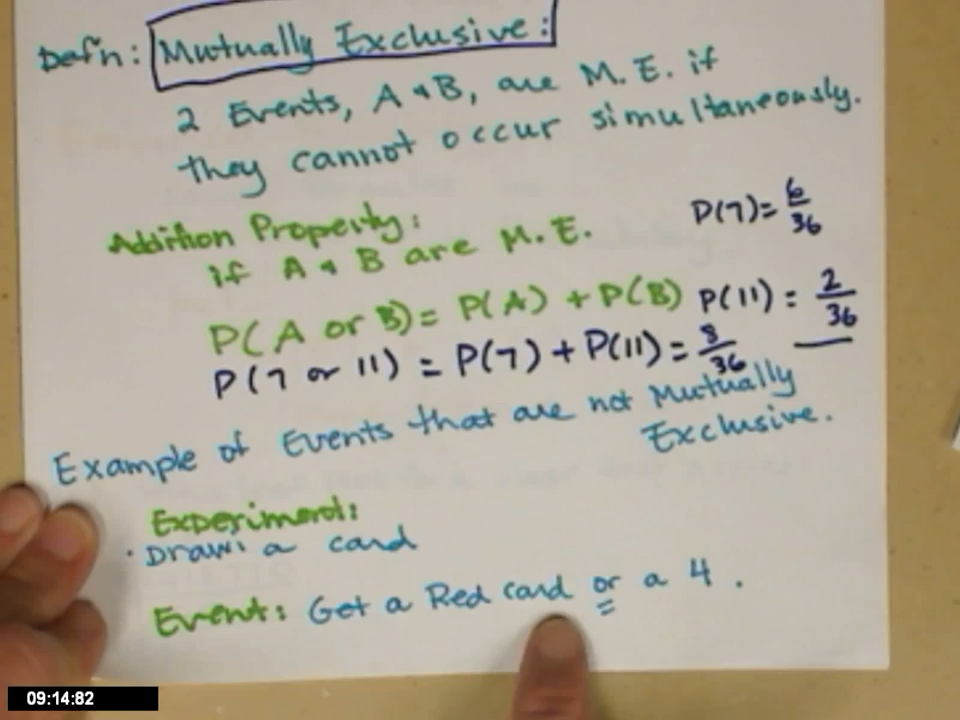 Defn: Mutually Exclusive:
2 Events, A & B, are M.E. if
they cannot occur simultaneously.
Addition Property:
if A & B are M.E.
P(7) = 6/36
P(A or B) = P(A) + P(B)
P(11) = 2/36
P(7 or 11) = P(7) + P(11) = 8/36
Example of Events that are not Mutually
Exclusive.
Experiment:
· Draw a card
Event: Get a Red card or a 4.
09:14:82